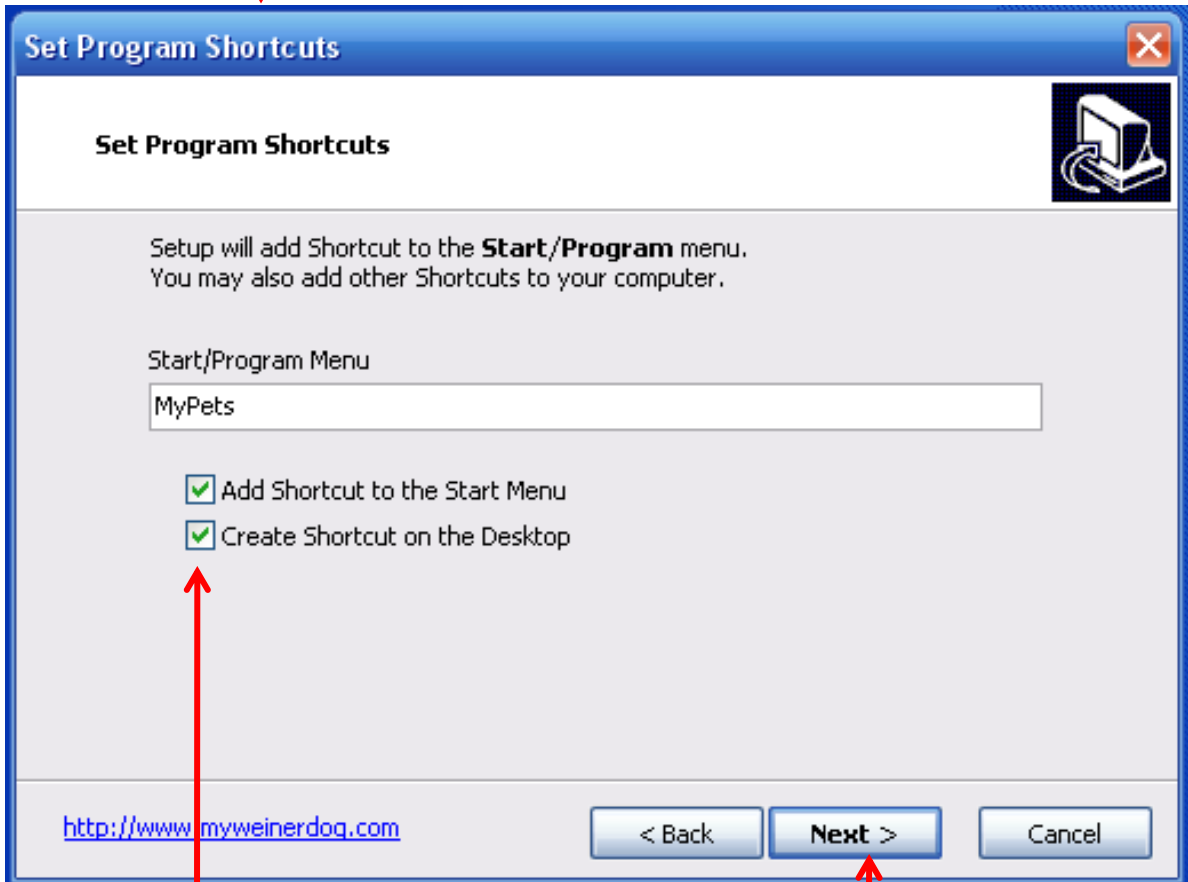 Set Program Shortcuts
Set Program Shortcuts
Setup will add Shortcut to the Start/Program menu.
You may also add other Shortcuts to your computer.
Start/Program Menu
MyPets
Add Shortcut to the Start Menu
Create Shortcut on the Desktop
http://www.myweinerdog.com
< Back
Next >
Cancel